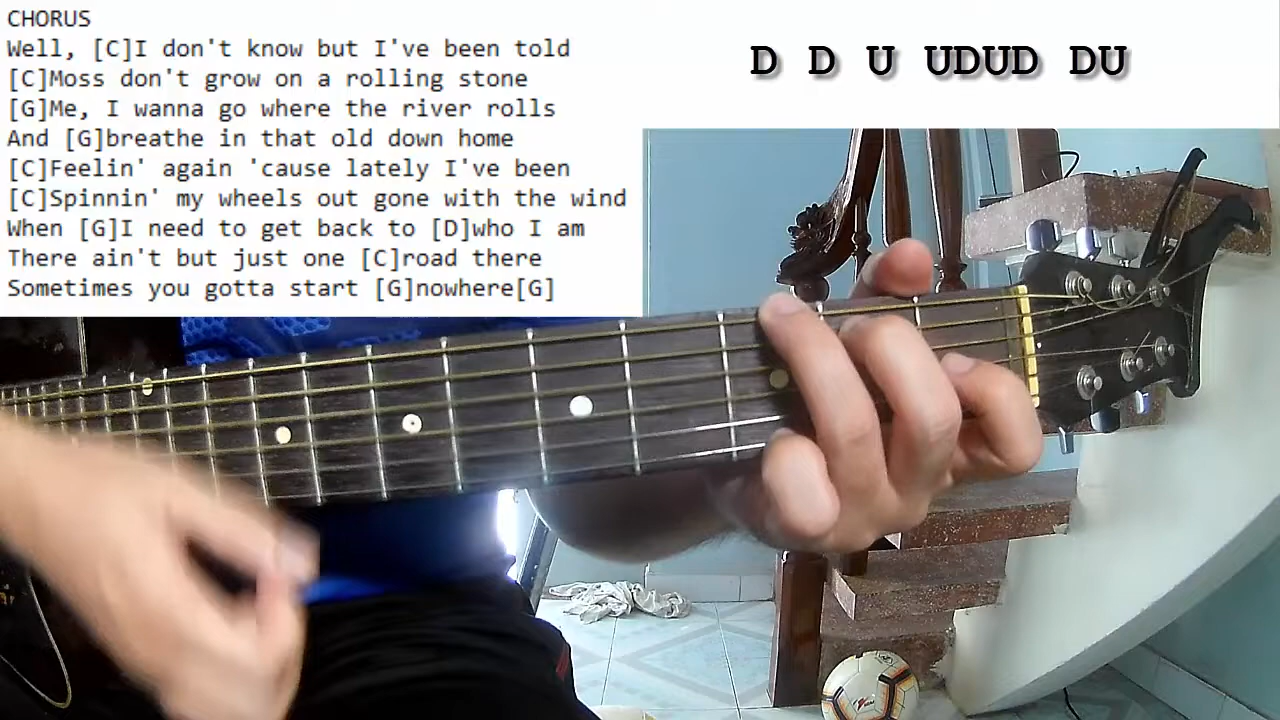 CHORUS
Well, [C]I don't know but I've been told
[C]Moss don't grow on a rolling stone
[G]Me, I wanna go where the river rolls
And [G]breathe in that old down home
[C]Feelin' again 'cause lately I've been
[C]Spinnin' my wheels out gone with the wind
When [G]I need to get back to [D]who I am
There ain't but just one [C]road there
Sometimes you gotta start [G]nowhere[G]
D D U UDUD DU